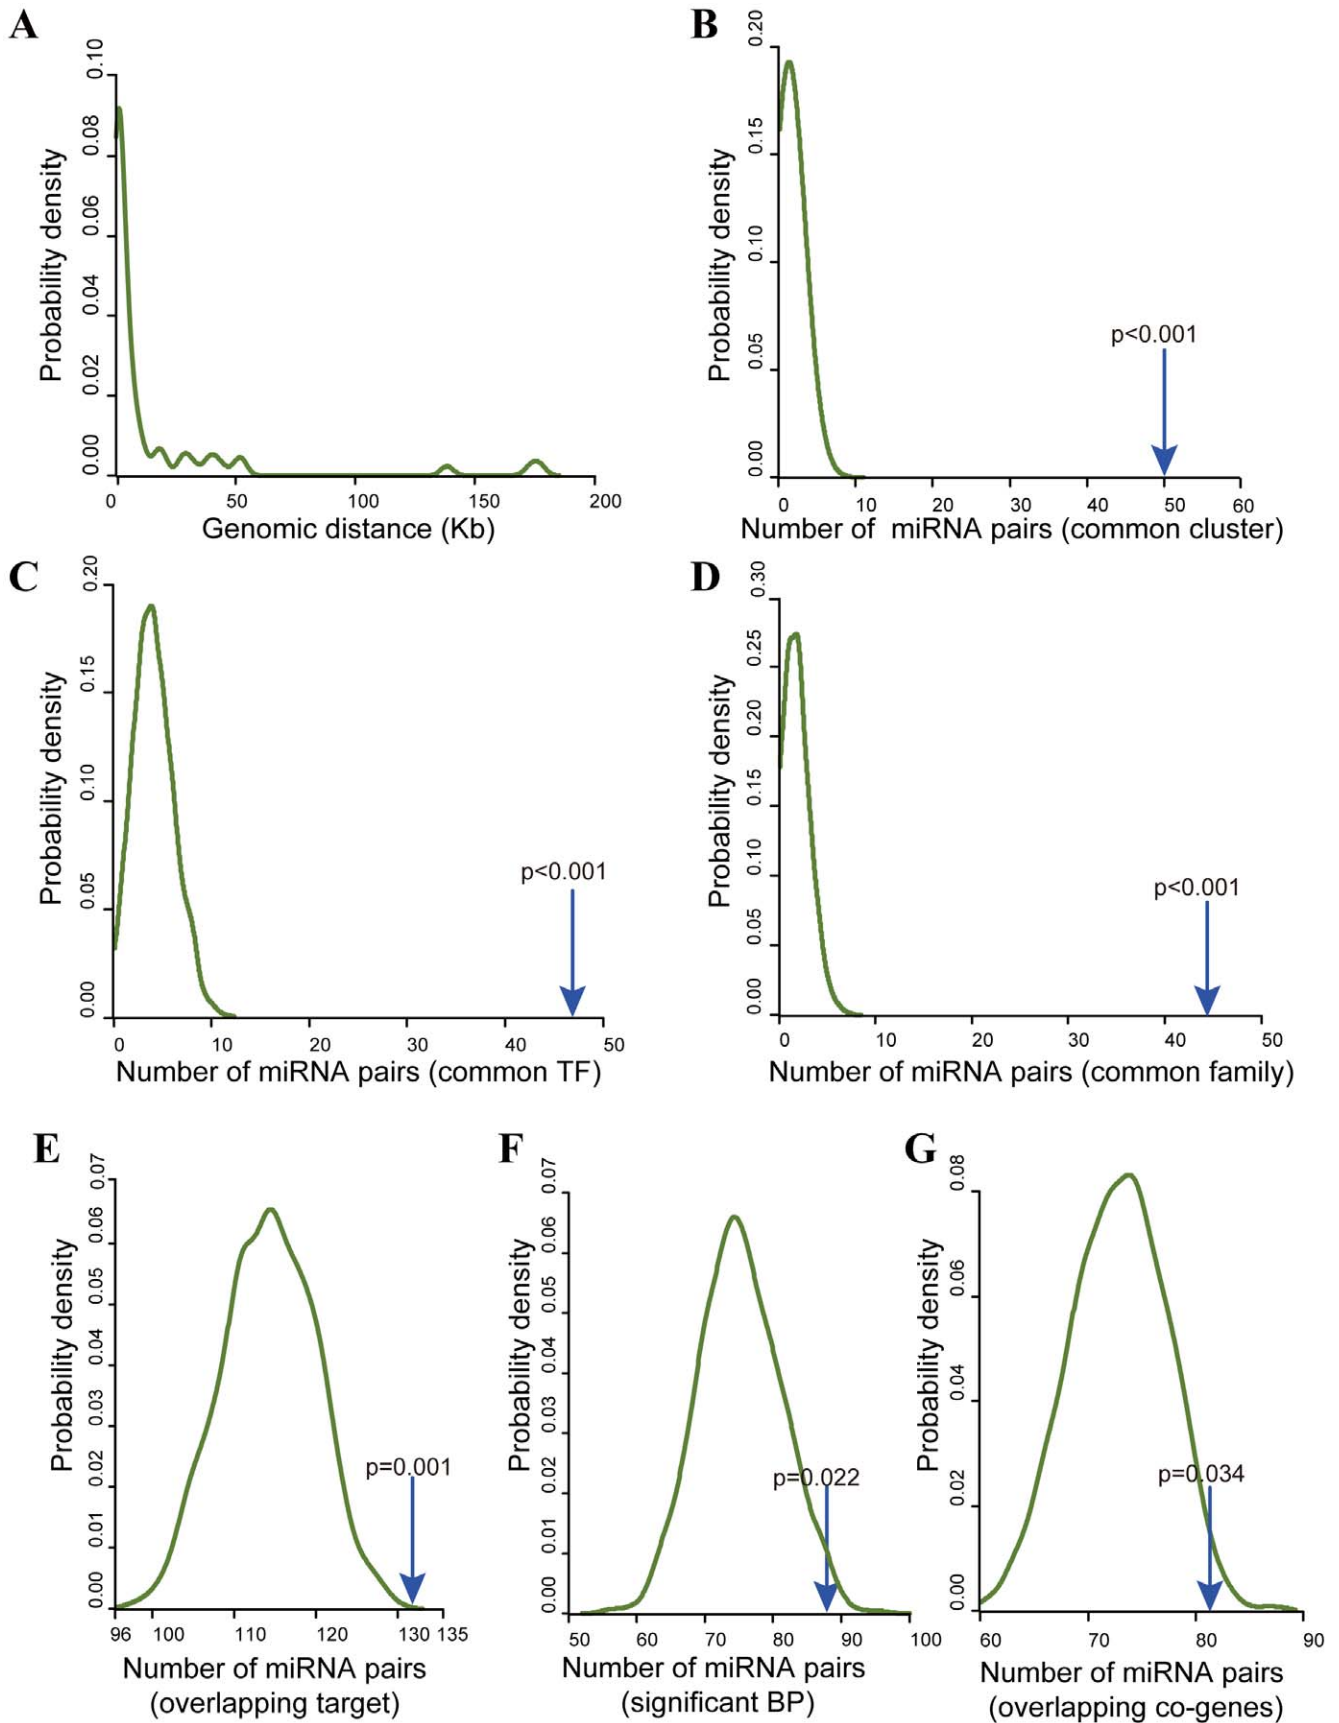 A
Probability density
0.00 0.02 0.04 0.06 0.08 0.10
0 50 100 150 200
Genomic distance (Kb)
B
Probability density
0.00 0.05 0.10 0.15 0.20
p<0.001
0 10 20 30 40 50 60
Number of miRNA pairs (common cluster)
C
Probability density
0.00 0.05 0.10 0.15 0.20
p<0.001
0 10 20 30 40 50
Number of miRNA pairs (common TF)
D
Probability density
0.00 0.05 0.10 0.15 0.20 0.25 0.30
p<0.001
0 10 20 30 40 50
Number of miRNA pairs (common family)
E
Probability density
0.00 0.01 0.02 0.03 0.04 0.05 0.06 0.07
p=0.001
96 100 110 120 130 135
Number of miRNA pairs
(overlapping target)
F
Probability density
0.00 0.01 0.02 0.03 0.04 0.05 0.06 0.07
p=0.022
50 60 70 80 90 100
Number of miRNA pairs
(significant BP)
G
Probability density
0.00 0.02 0.04 0.06 0.08
p=0.034
60 70 80 90
Number of miRNA pairs
(overlapping co-genes)